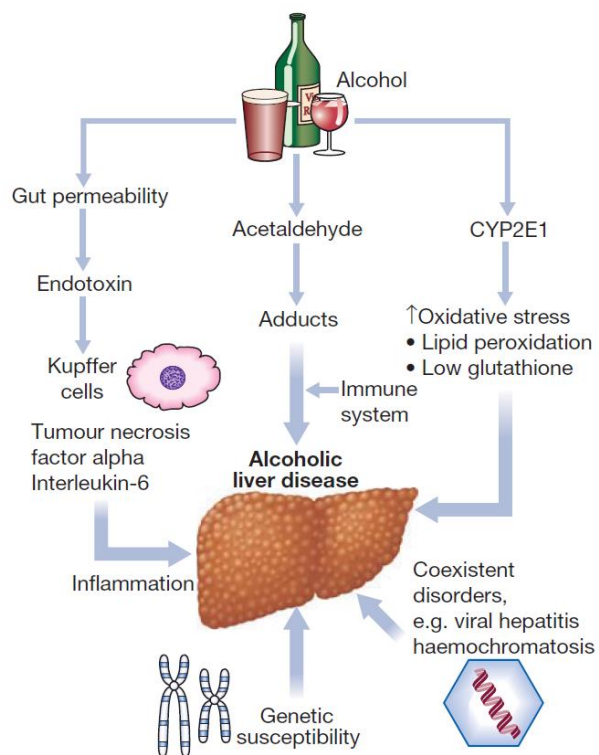 Alcohol
Gut permeability
Endotoxin
Kupffer
cells
Tumour necrosis
factor alpha
Interleukin-6
Inflammation
Acetaldehyde
Adducts
Immune
system
Alcoholic
liver disease
CYP2E1
↑Oxidative stress
• Lipid peroxidation
• Low glutathione
Coexistent
disorders,
e.g. viral hepatitis
haemochromatosis
Genetic
susceptibility